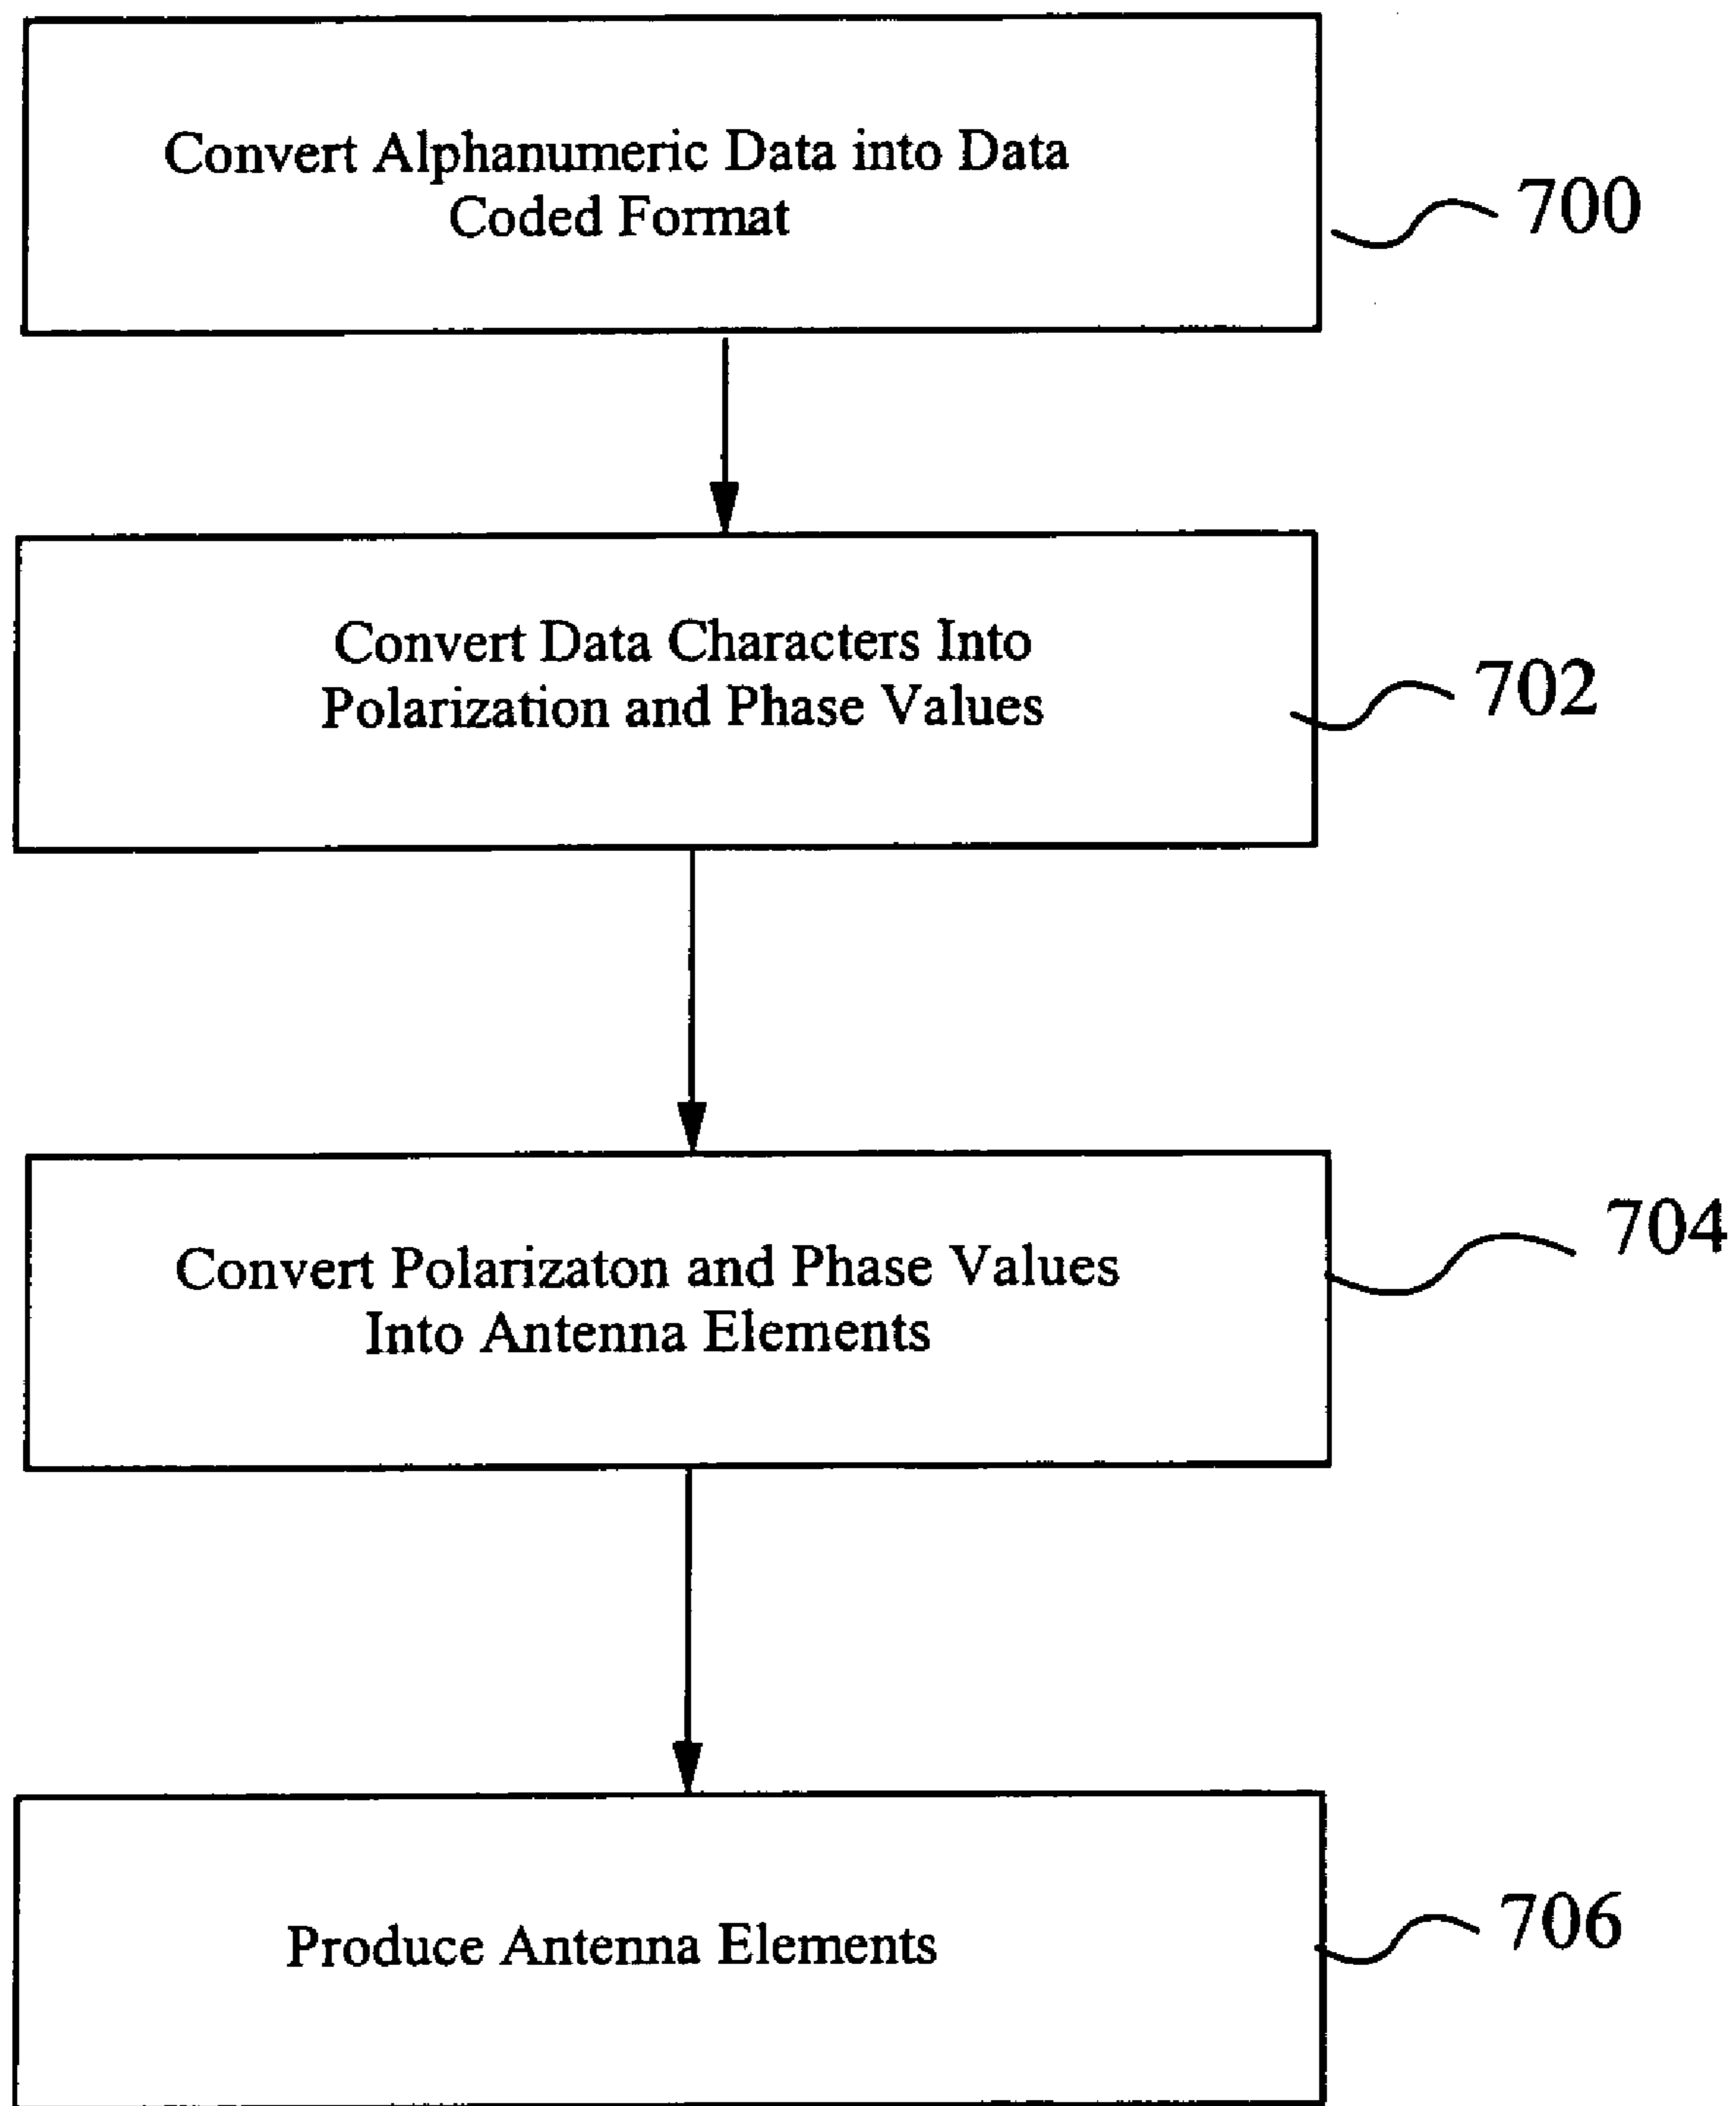 Convert Alphanumeric Data into Data
Coded Format
700
Convert Data Characters Into
Polarization and Phase Values
702
Convert Polarizaton and Phase Values
Into Antenna Elements
704
Produce Antenna Elements
706